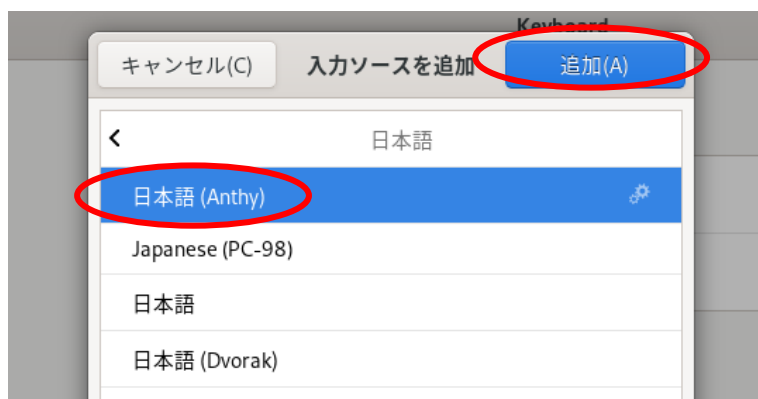 Keyboard
キャンセル(C) 入力ソースを追加 追加(A)
日本語
日本語 (Anthy)
Japanese (PC-98)
日本語
日本語 (Dvorak)